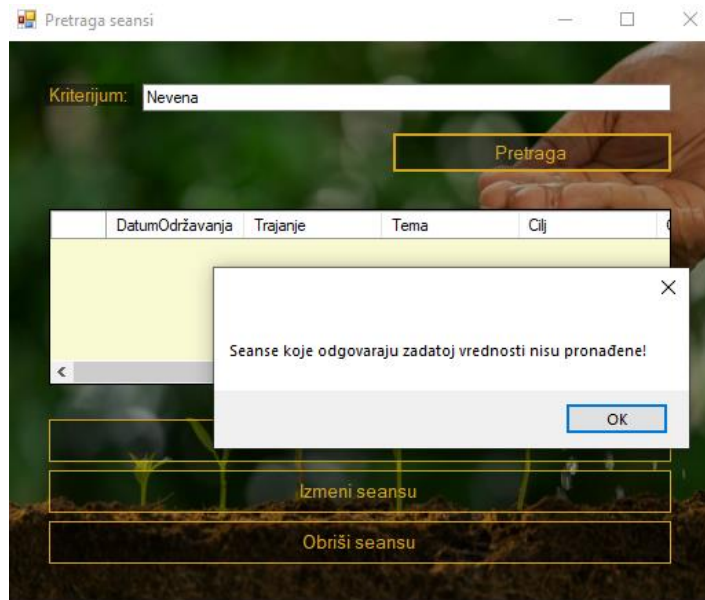 Pretraga seansi
Kriterijum: Nevena
Pretraga
DatumOdržavanja Trajanje Tema Cilj
Seanse koje odgovaraju zadatoj vrednosti nisu pronađene!
OK
Izmeni seansu
Obriši seansu